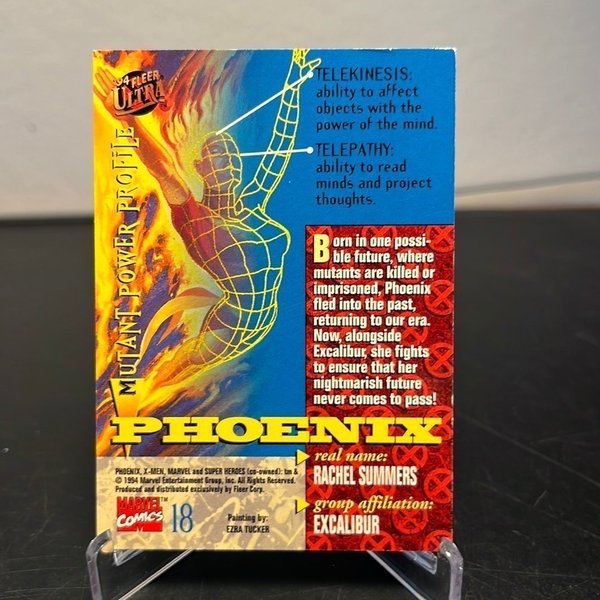 '94 FLEER
ULTRA
MUTANT POWER PROFILE
TELEKINESIS:
ability to affect
objects with the
power of the mind.
TELEPATHY:
ability to read
minds and project
thoughts.
Born in one possi-
ble future, where
mutants are killed or
imprisoned, Phoenix
fled into the past,
returning to our era.
Now, alongside
Excalibur, she fights
to ensure that her
nightmarish future
never comes to pass!
PHOENIX
real name:
RACHEL SUMMERS
group affiliation:
EXCALIBUR
PHOENIX, X-MEN, MARVEL and SUPER HEROES (co-owned): tm &
© 1994 Marvel Entertainment Group, Inc. All Rights Reserved.
Produced and distributed exclusively by Fleer Corp.
MARVEL™
COMICS
18
Painting by:
EZRA TUCKER